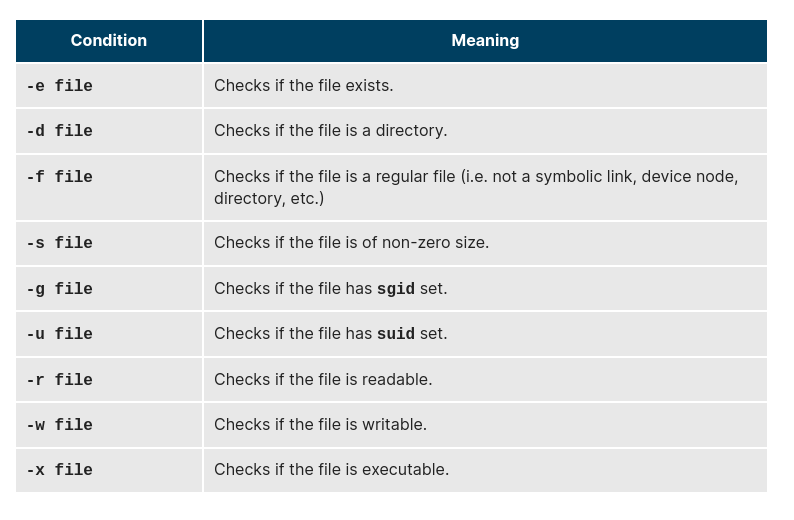 Condition Meaning
-e file Checks if the file exists.
-d file Checks if the file is a directory.
-f file Checks if the file is a regular file (i.e. not a symbolic link, device node,
directory, etc.)
-s file Checks if the file is of non-zero size.
-g file Checks if the file has sgid set.
-u file Checks if the file has suid set.
-r file Checks if the file is readable.
-w file Checks if the file is writable.
-x file Checks if the file is executable.